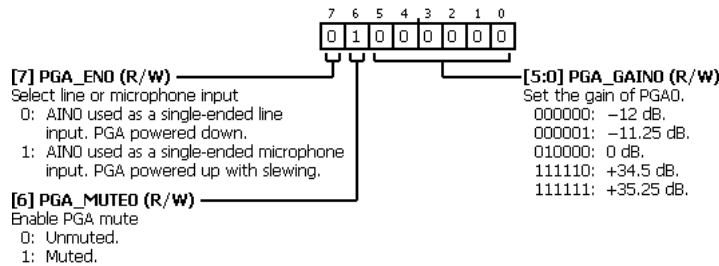 7 6 5 4 3 2 1 0
0 1 0 0 0 0 0 0
[7] PGA_EN0 (R/W)
Select line or microphone input
0: AIN0 used as a single-ended line
input. PGA powered down.
1: AIN0 used as a single-ended microphone
input. PGA powered up with slewing.
[6] PGA_MUTE0 (R/W)
Enable PGA mute
0: Unmuted.
1: Muted.
[5:0] PGA_GAIN0 (R/W)
Set the gain of PGA0.
000000: −12 dB.
000001: −11.25 dB.
010000: 0 dB.
111110: +34.5 dB.
111111: +35.25 dB.